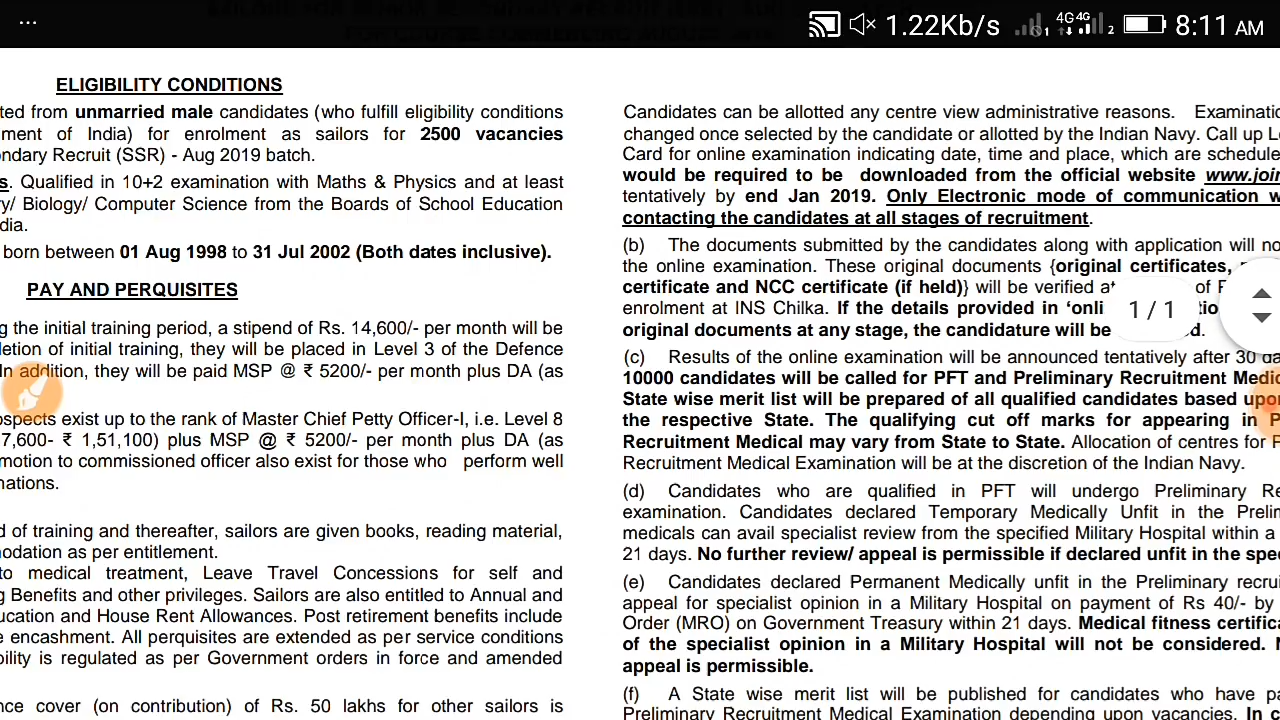 ... 1.22Kb/s 1 4G 4G 2 8:11 AM
ELIGIBILITY CONDITIONS
ted from unmarried male candidates (who fulfill eligibility conditions
ment of India) for enrolment as sailors for 2500 vacancies
ondary Recruit (SSR) - Aug 2019 batch.
s. Qualified in 10+2 examination with Maths & Physics and at least
ry/ Biology/ Computer Science from the Boards of School Education
dia.
born between 01 Aug 1998 to 31 Jul 2002 (Both dates inclusive).
PAY AND PERQUISITES
g the initial training period, a stipend of Rs. 14,600/- per month will be
letion of initial training, they will be placed in Level 3 of the Defence
In addition, they will be paid MSP @ ₹ 5200/- per month plus DA (as
ospects exist up to the rank of Master Chief Petty Officer-I, i.e. Level 8
7,600- ₹ 1,51,100) plus MSP @ ₹ 5200/- per month plus DA (as
motion to commissioned officer also exist for those who perform well
nations.
d of training and thereafter, sailors are given books, reading material,
odation as per entitlement.
to medical treatment, Leave Travel Concessions for self and
g Benefits and other privileges. Sailors are also entitled to Annual and
ucation and House Rent Allowances. Post retirement benefits include
e encashment. All perquisites are extended as per service conditions
bility is regulated as per Government orders in force and amended
nce cover (on contribution) of Rs. 50 lakhs for other sailors is
Candidates can be allotted any centre view administrative reasons. Examinatio
changed once selected by the candidate or allotted by the Indian Navy. Call up Le
Card for online examination indicating date, time and place, which are schedule
would be required to be downloaded from the official website www.join
tentatively by end Jan 2019. Only Electronic mode of communication w
contacting the candidates at all stages of recruitment.
(b) The documents submitted by the candidates along with application will no
the online examination. These original documents {original certificates,
certificate and NCC certificate (if held)} will be verified at of
enrolment at INS Chilka. If the details provided in ‘onli
original documents at any stage, the candidature will be d.
1 / 1
(c) Results of the online examination will be announced tentatively after 30 da
10000 candidates will be called for PFT and Preliminary Recruitment Medic
State wise merit list will be prepared of all qualified candidates based upo
the respective State. The qualifying cut off marks for appearing in P
Recruitment Medical may vary from State to State. Allocation of centres for P
Recruitment Medical Examination will be at the discretion of the Indian Navy.
(d) Candidates who are qualified in PFT will undergo Preliminary Re
examination. Candidates declared Temporary Medically Unfit in the Prelim
medicals can avail specialist review from the specified Military Hospital within a
21 days. No further review/ appeal is permissible if declared unfit in the spec
(e) Candidates declared Permanent Medically unfit in the Preliminary recrui
appeal for specialist opinion in a Military Hospital on payment of Rs 40/- by
Order (MRO) on Government Treasury within 21 days. Medical fitness certifica
of the specialist opinion in a Military Hospital will not be considered. N
appeal is permissible.
(f) A State wise merit list will be published for candidates who have pa
Preliminary Recruitment Medical Examination depending upon vacancies. In c